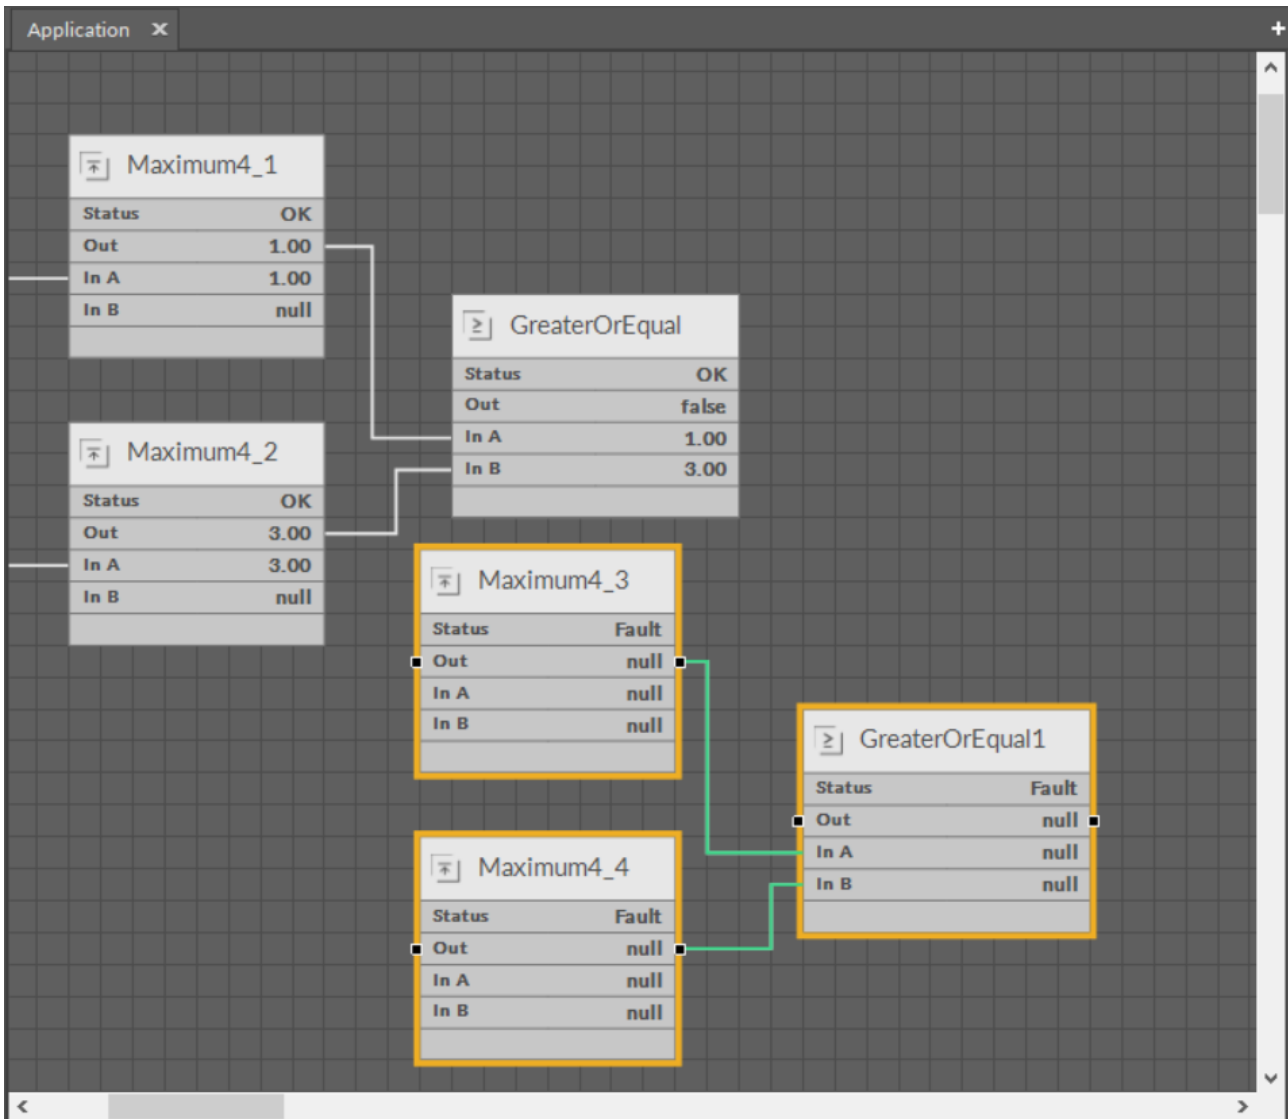 Application
Maximum4_1
Status OK
Out 1.00
In A 1.00
In B null
GreaterOrEqual
Status OK
Out false
In A 1.00
In B 3.00
Maximum4_2
Status OK
Out 3.00
In A 3.00
In B null
Maximum4_3
Status Fault
Out null
In A null
In B null
GreaterOrEqual1
Status Fault
Out null
In A null
In B null
Maximum4_4
Status Fault
Out null
In A null
In B null